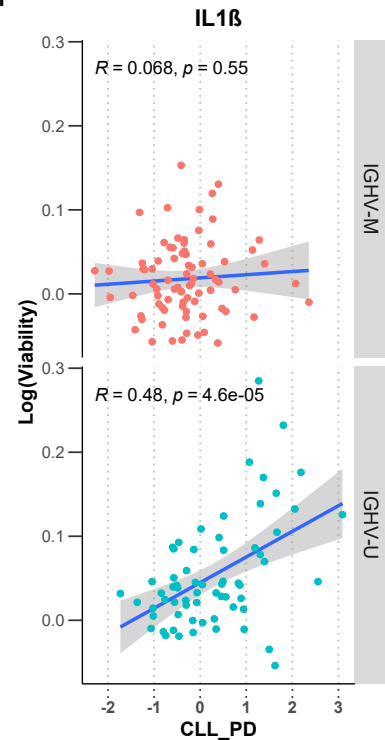 IL1ß
0.3
R = 0.068, p = 0.55
0.2
0.1
0.0
IGHV-M
Log(Viability)
0.3
R = 0.48, p = 4.6e-05
0.2
0.1
0.0
IGHV-U
-2 -1 0 1 2 3
CLL_PD